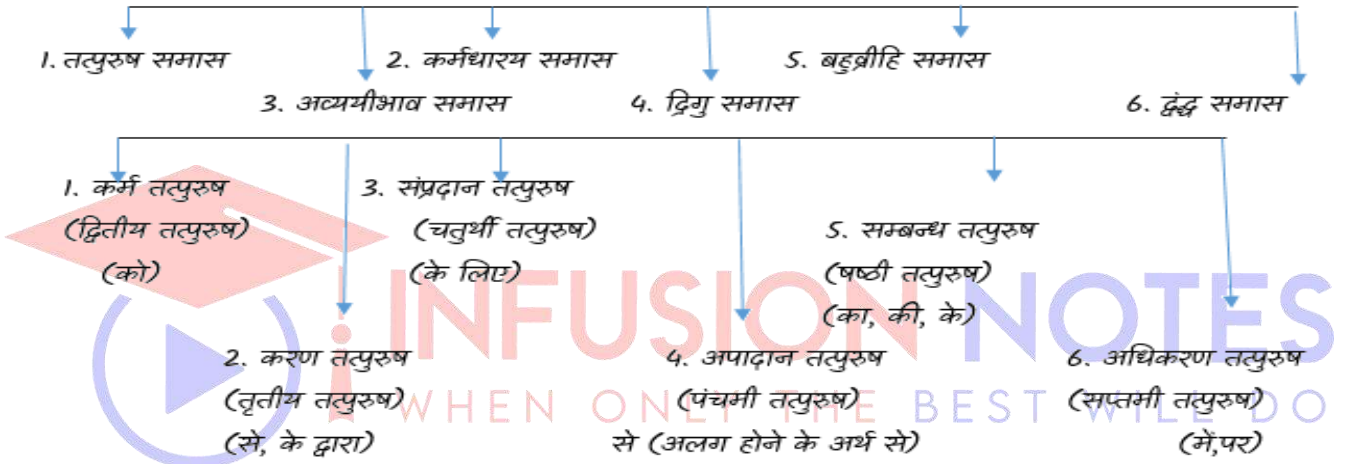 1. तत्पुरुष समास
2. कर्मधारय समास
5. बहुब्रीहि समास
3. अव्ययीभाव समास
4. द्विगु समास
6. द्वंद्ध समास
1. कर्म तत्पुरुष
(द्वितीय तत्पुरुष)
(को)
3. संप्रदान तत्पुरुष
(चतुर्थी तत्पुरुष)
(के लिए)
5. सम्बन्ध तत्पुरुष
(षष्ठी तत्पुरुष)
(का, की, के)
2. करण तत्पुरुष
(तृतीय तत्पुरुष)
(से, के द्वारा)
4. अपादान तत्पुरुष
(पंचमी तत्पुरुष)
से (अलग होने के अर्थ से)
6. अधिकरण तत्पुरुष
(सप्तमी तत्पुरुष)
(में,पर)
INFUSION NOTES
WHEN ONLY THE BEST WILL DO